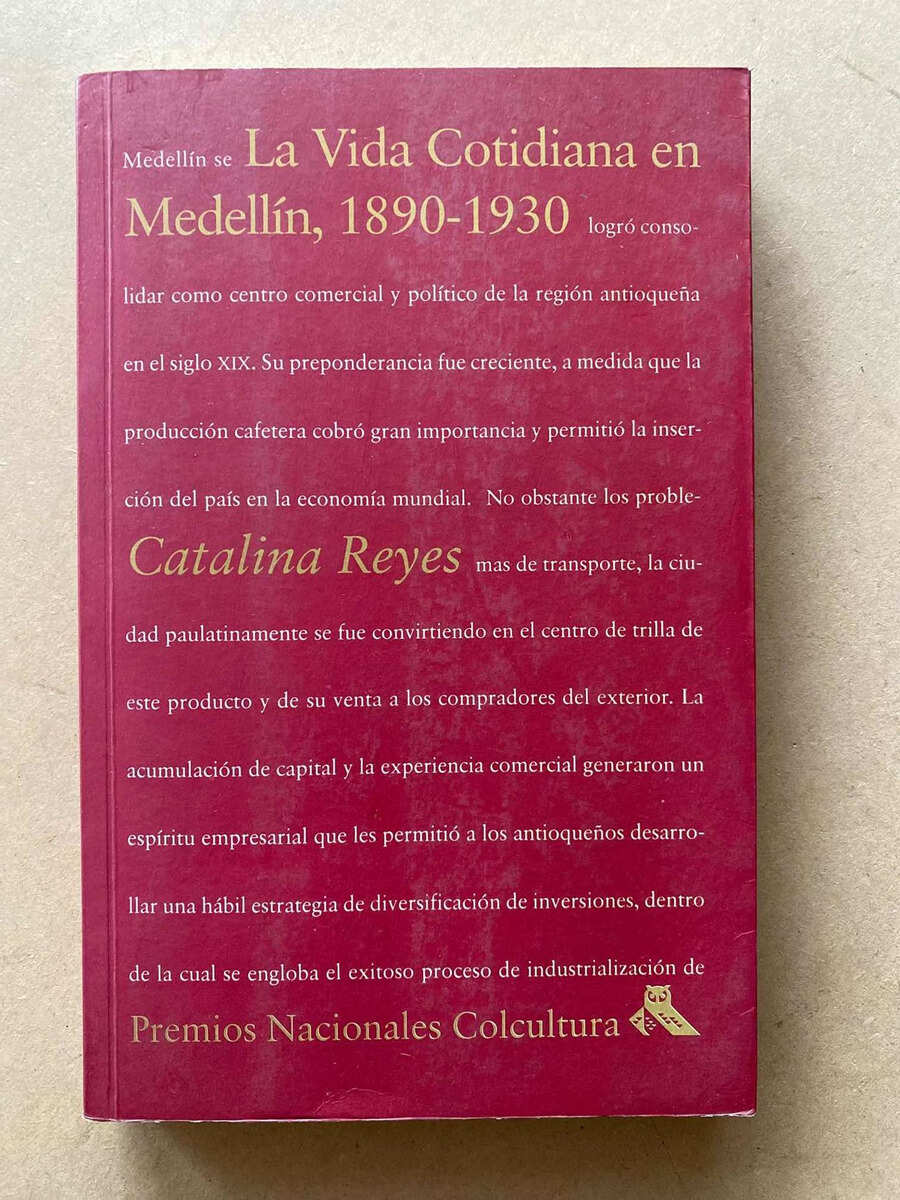 Medellín se La Vida Cotidiana en
Medellín, 1890-1930 logró conso-
lidar como centro comercial y político de la región antioqueña
en el siglo XIX. Su preponderancia fue creciente, a medida que la
producción cafetera cobró gran importancia y permitió la inser-
ción del país en la economía mundial. No obstante los proble-
Catalina Reyes mas de transporte, la ciu-
dad paulatinamente se fue convirtiendo en el centro de trilla de
este producto y de su venta a los compradores del exterior. La
acumulación de capital y la experiencia comercial generaron un
espíritu empresarial que les permitió a los antioqueños desarro-
llar una hábil estrategia de diversificación de inversiones, dentro
de la cual se engloba el exitoso proceso de industrialización de
Premios Nacionales Colcultura